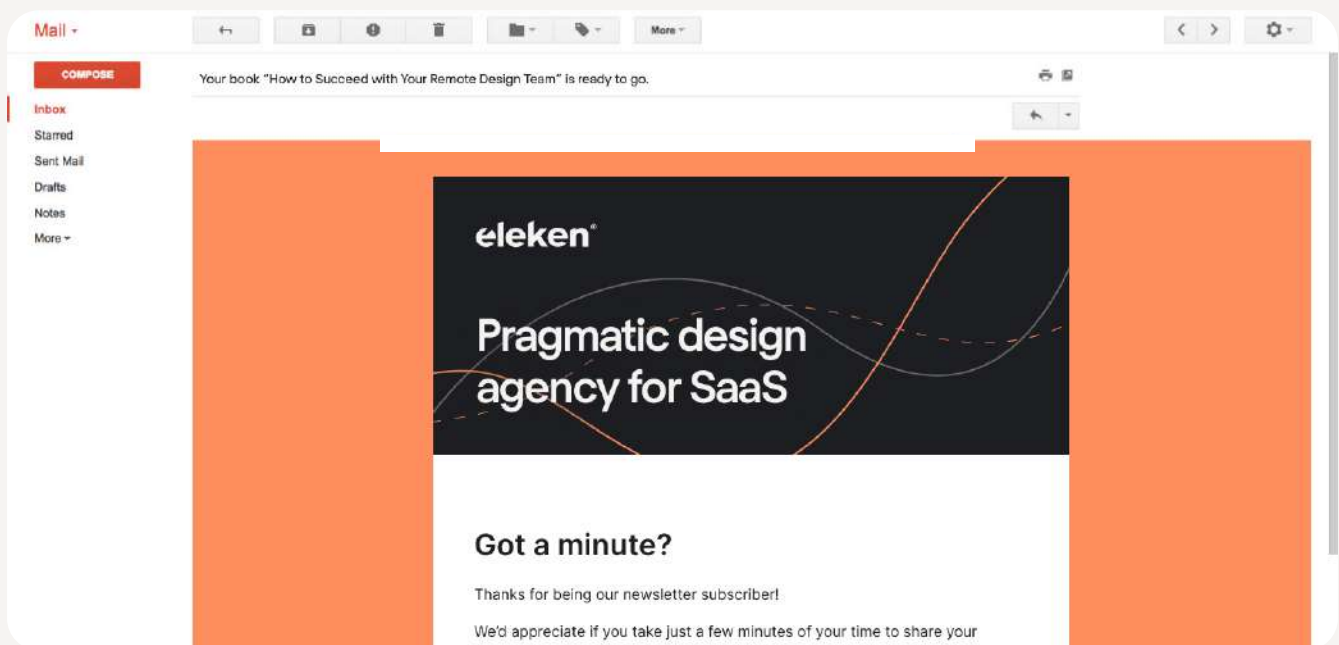 Mail
More
COMPOSE
Your book “How to Succeed with Your Remote Design Team” is ready to go.
Inbox
Starred
Sent Mail
Drafts
Notes
More
eleken®
Pragmatic design
agency for SaaS
Got a minute?
Thanks for being our newsletter subscriber!
We’d appreciate if you take just a few minutes of your time to share your